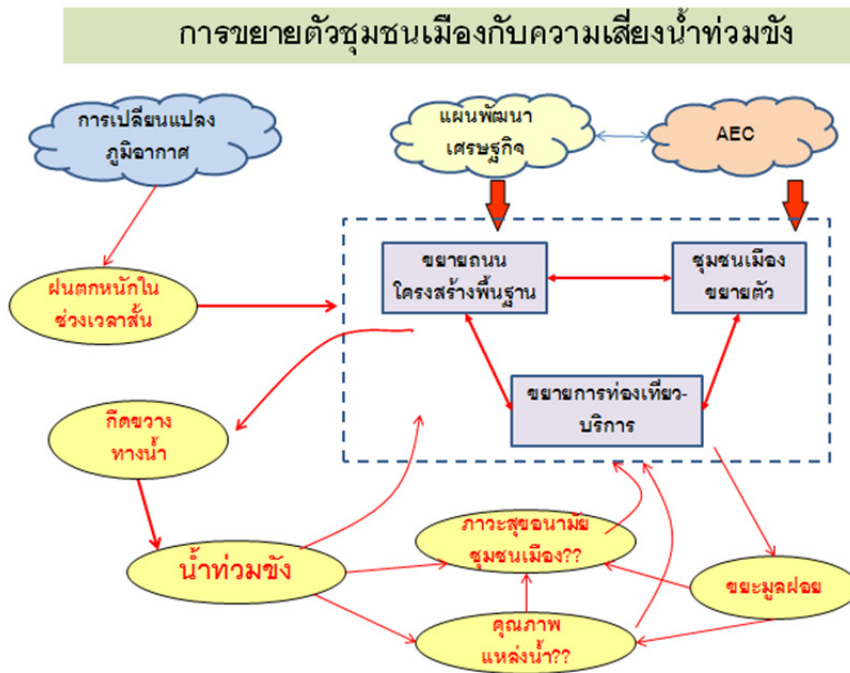 การขยายตัวชุมชนเมืองกับความเสี่ยงน้ำท่วมขัง
การเปลี่ยนแปลง
ภูมิอากาศ
แผนพัฒนา
เศรษฐกิจ
AEC
ขยายถนน
โครงสร้างพื้นฐาน
ชุมชนเมือง
ขยายตัว
ฝนตกหนักใน
ช่วงเวลาสั้น
ขยายการท่องเที่ยว-
บริการ
กีดขวาง
ทางน้ำ
น้ำท่วมขัง
ภาวะสุขอนามัย
ชุมชนเมือง??
ขยะมูลฝอย
คุณภาพ
แหล่งน้ำ??